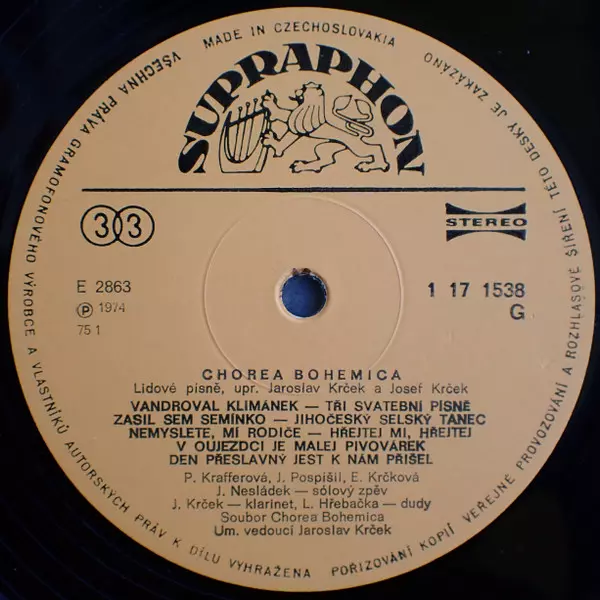 MADE IN CZECHOSLOVAKIA
VŠECHNA PRÁVA GRAMOFONOVÉHO VÝROBCE A VLASTNÍKŮ AUTORSKÝCH PRÁV K DÍLU VYHRAŽENA POŘIZOVÁNÍ KOPIÍ VEŘEJNÉ PROVOZOVÁNÍ A ROZHLASOVÉ ŠÍŘENÍ TÉTO DESKY JE ZAKÁZÁNO
SUPRAPHON
33
STEREO
E 2863
1 17 1538
Ⓟ 1974
G
75 1
CHOREA BOHEMICA
Lidové písně, upr. Jaroslav Krček a Josef Krček
VANDROVAL KLIMÁNEK — TŘI SVATEBNÍ PÍSNĚ
ZASIL SEM SEMÍNKO — JIHOČESKÝ SELSKÝ TANEC
NEMYSLETE, MÍ RODIČE — HŘEJTEJ MI, HŘEJTEJ
V OUJEZDCI JE MALEJ PIVOVÁREK
DEN PŘESLAVNÝ JEST K NÁM PŘIŠEL
P. Krafferová, J. Pospíšil, E. Krčková
J. Nesládek — sólový zpěv
J. Krček — klarinet, L. Hřebačka — dudy
Soubor Chorea Bohemica
Um. vedoucí Jaroslav Krček